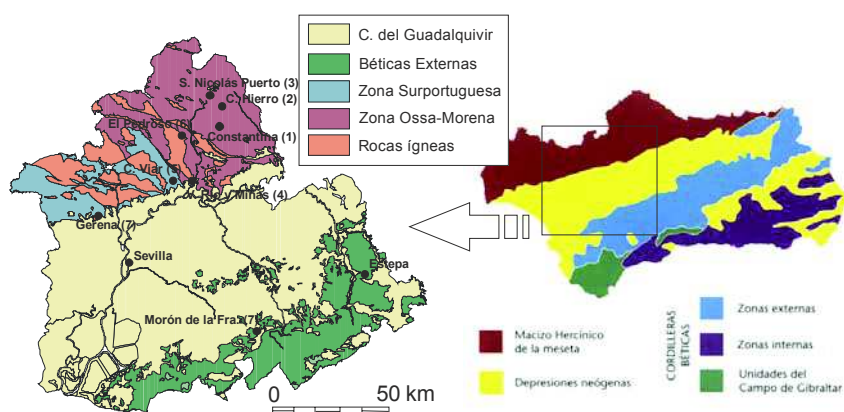 C. del Guadalquivir
Béticas Externas
Zona Surportuguesa
Zona Ossa-Morena
Rocas ígneas
S. Nicolás Puerto (3)
C. Hierro (2)
El Pedroso (6)
Constantina (1)
C. Viar
Minas (4)
Gerena (7)
Sevilla
Estepa
Morón de la Fra.
0 50 km
Macizo Hercínico
de la meseta
Depresiones neógenas
CORDILLERAS
BÉTICAS
Zonas externas
Zonas internas
Unidades del
Campo de Gibraltar